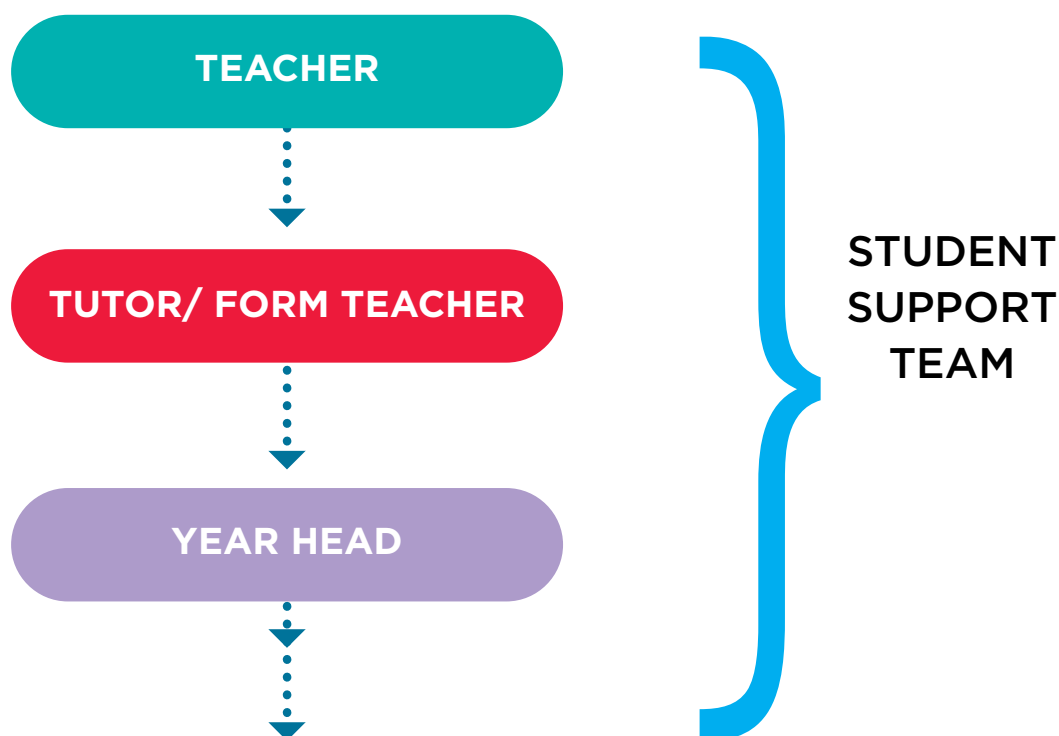 TEACHER
TUTOR/ FORM TEACHER
YEAR HEAD
STUDENT
SUPPORT
TEAM